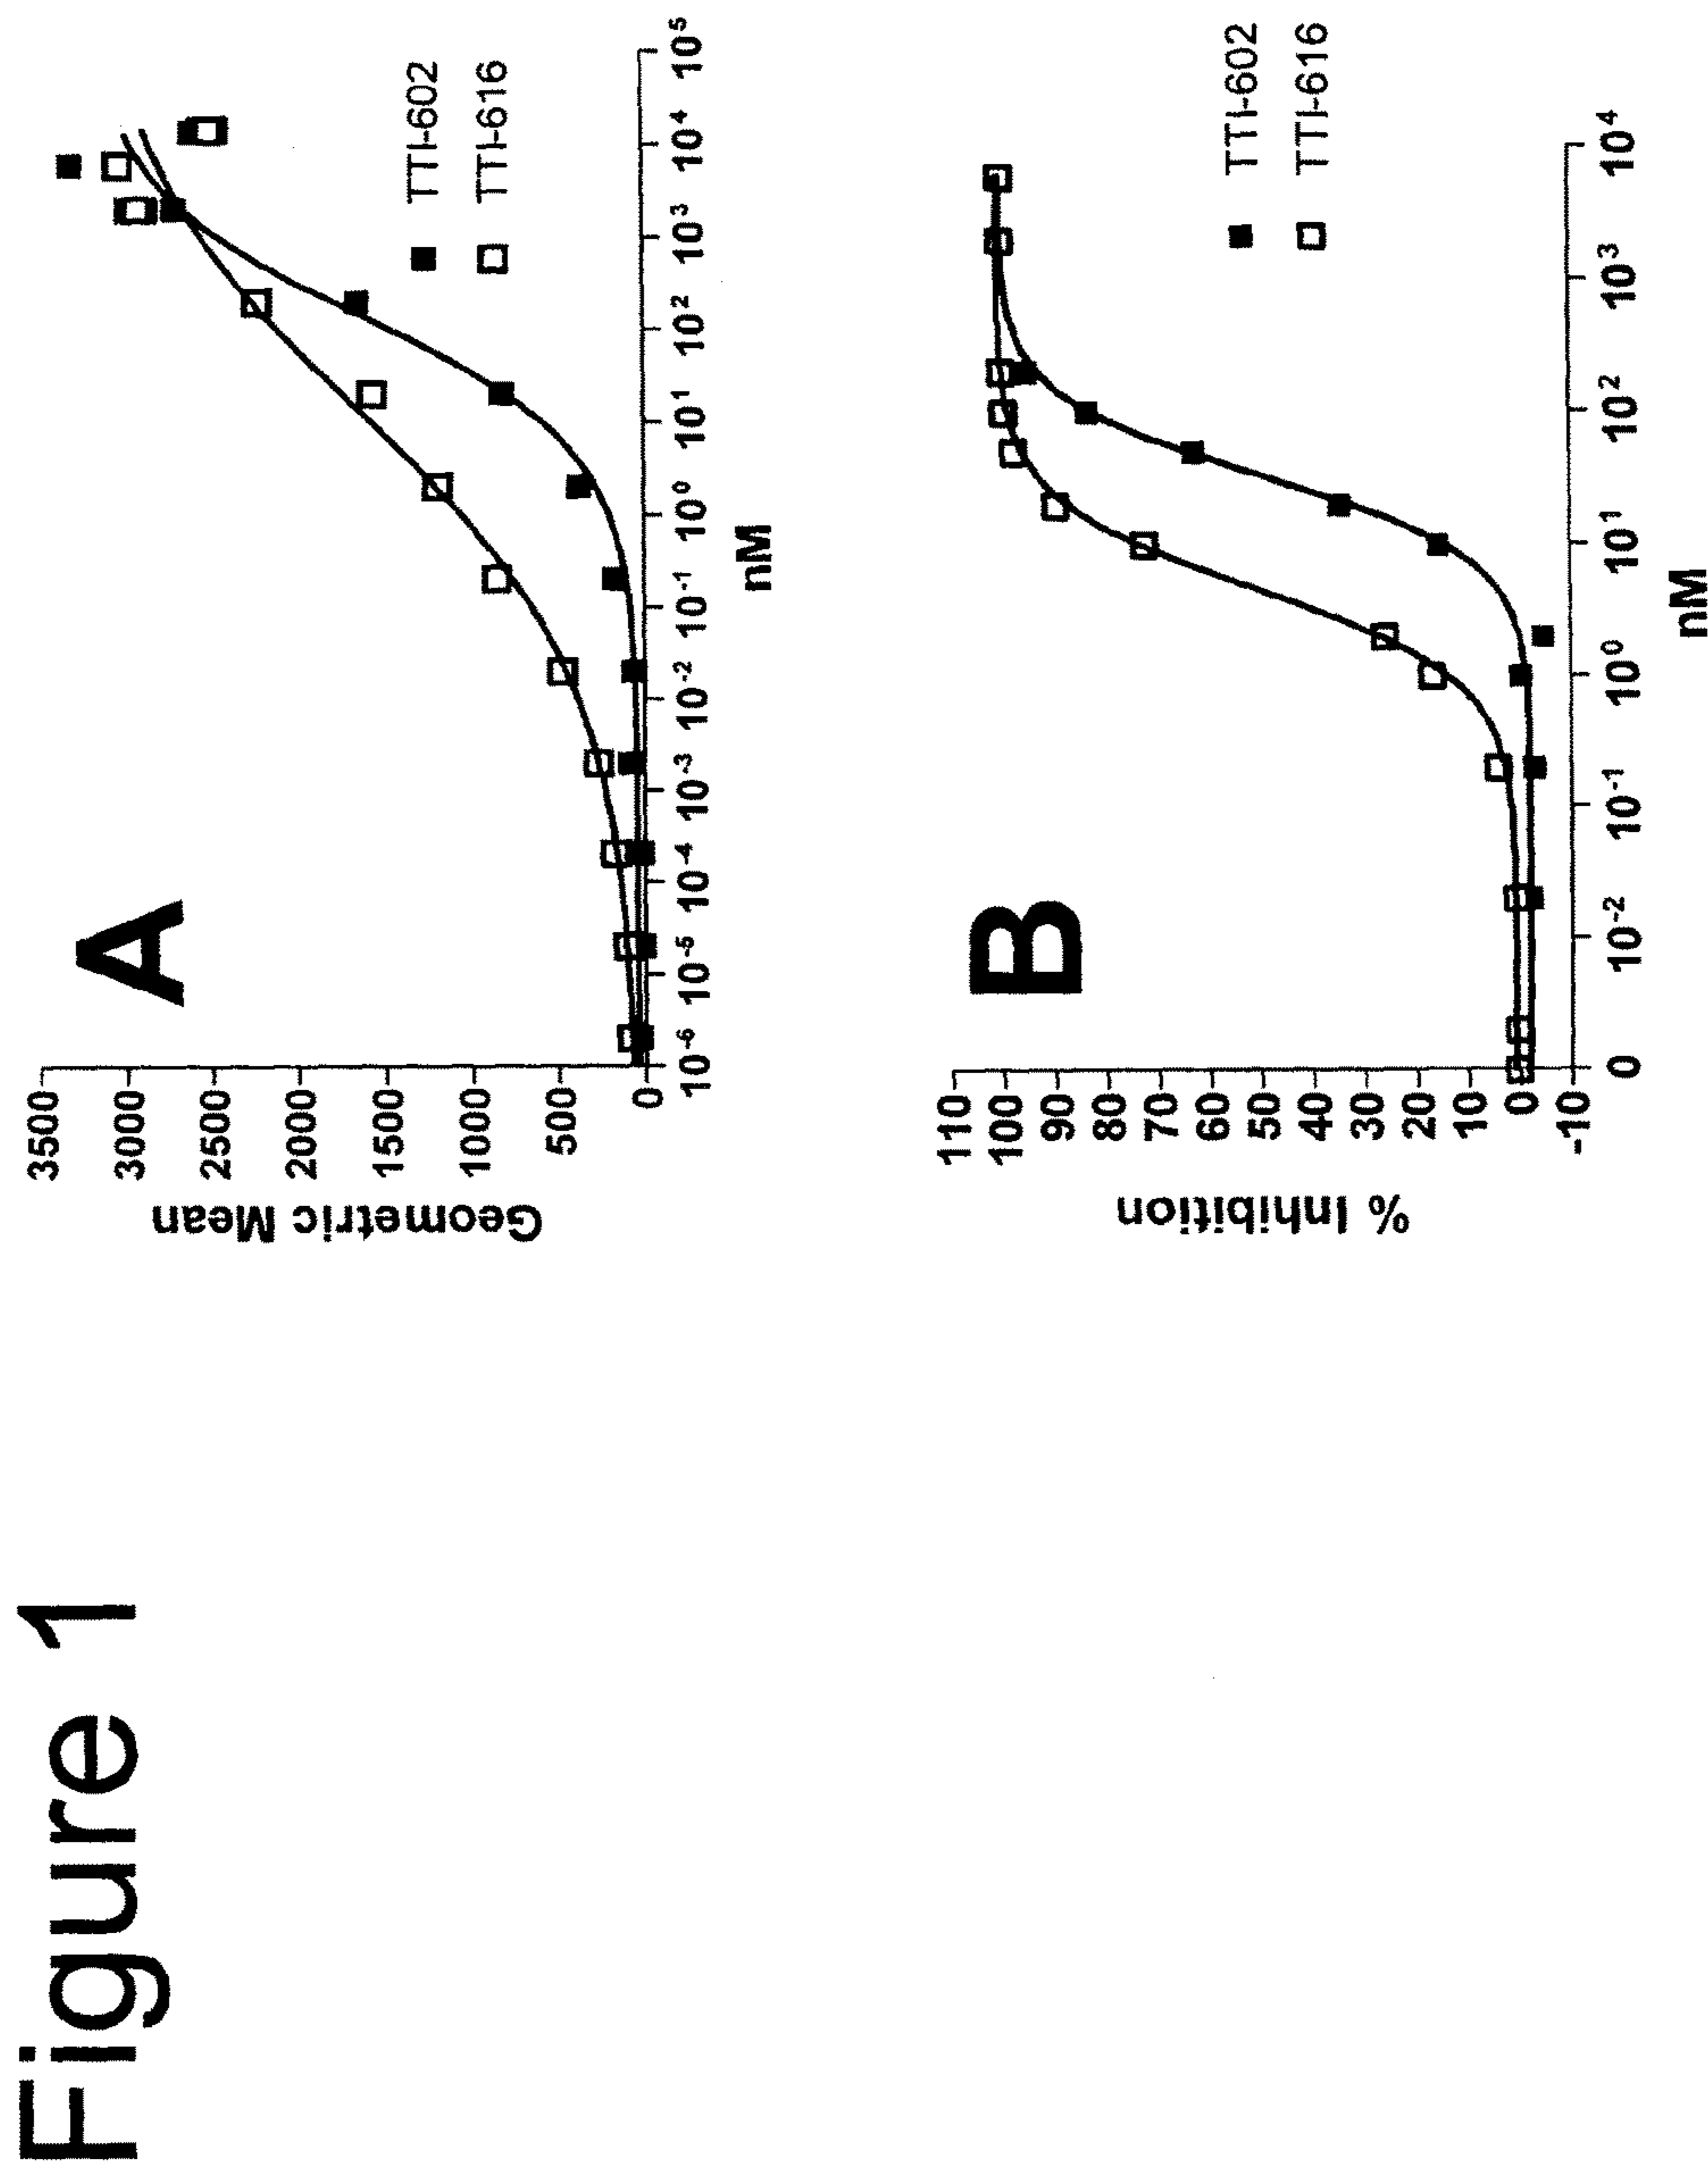 Figure 1
A
Geometric Mean
3500
3000
2500
2000
1500
1000
500
0
10⁻⁶ 10⁻⁵ 10⁻⁴ 10⁻³ 10⁻² 10⁻¹ 10⁰ 10¹ 10² 10³ 10⁴ 10⁵
nM
TTI-602
TTI-616
B
% Inhibition
110
100
90
80
70
60
50
40
30
20
10
0
-10
0 10⁻² 10⁻¹ 10⁰ 10¹ 10² 10³ 10⁴
nM
TTI-602
TTI-616